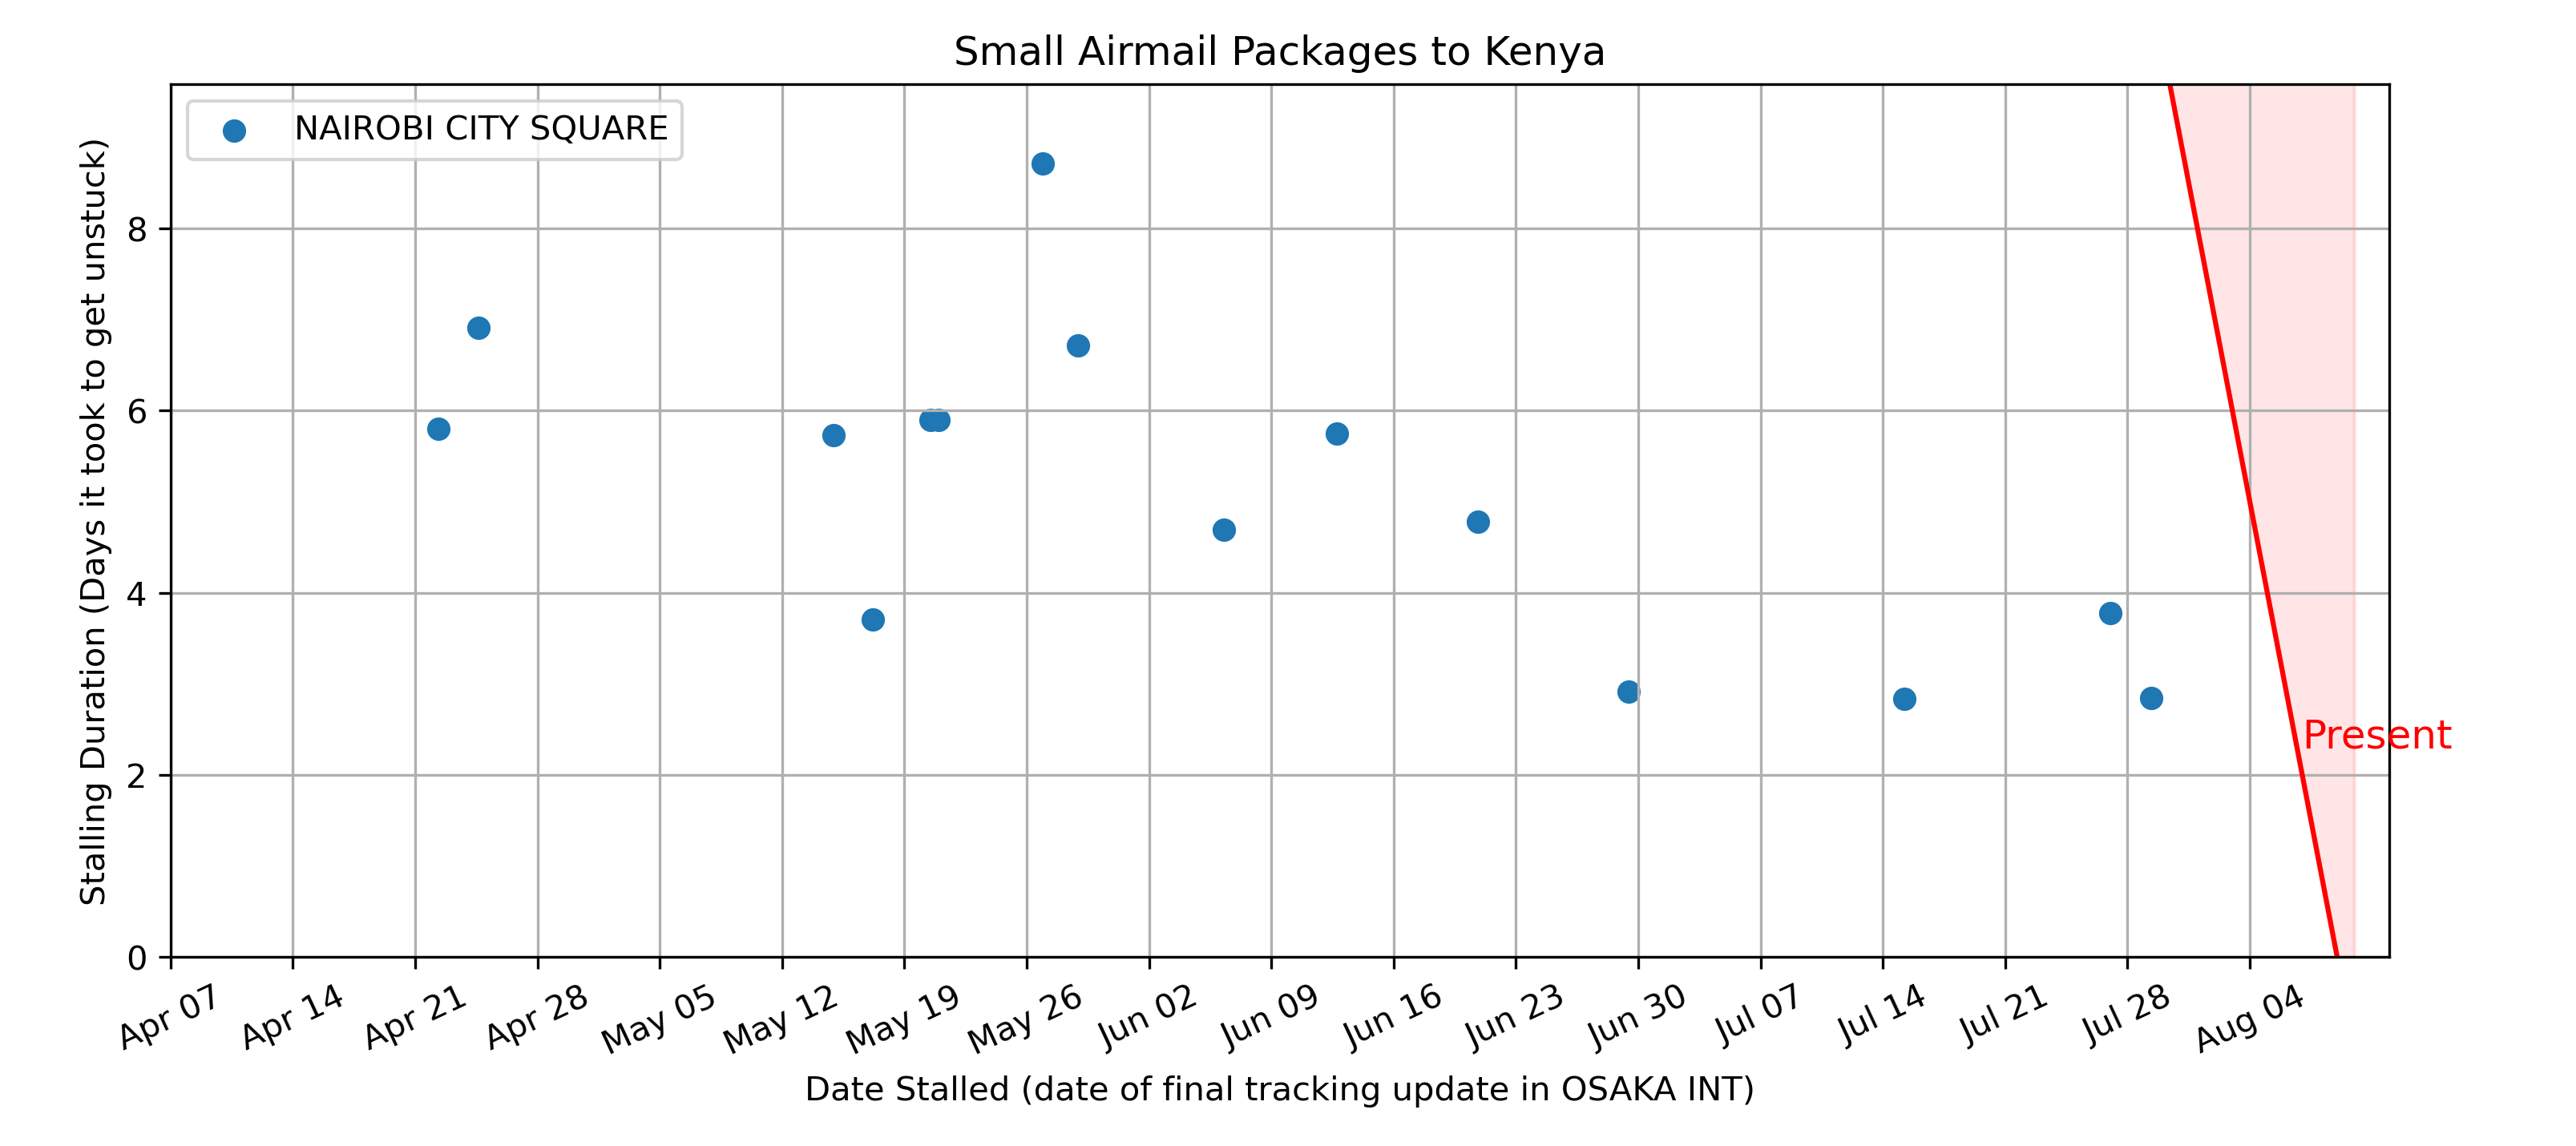 Small Airmail Packages to Kenya
NAIROBI CITY SQUARE
Stalling Duration (Days it took to get unstuck)
8
6
4
2
0
Present
Apr 07
Apr 14
Apr 21
Apr 28
May 05
May 12
May 19
May 26
Jun 02
Jun 09
Jun 16
Jun 23
Jun 30
Jul 07
Jul 14
Jul 21
Jul 28
Aug 04
Date Stalled (date of final tracking update in OSAKA INT)